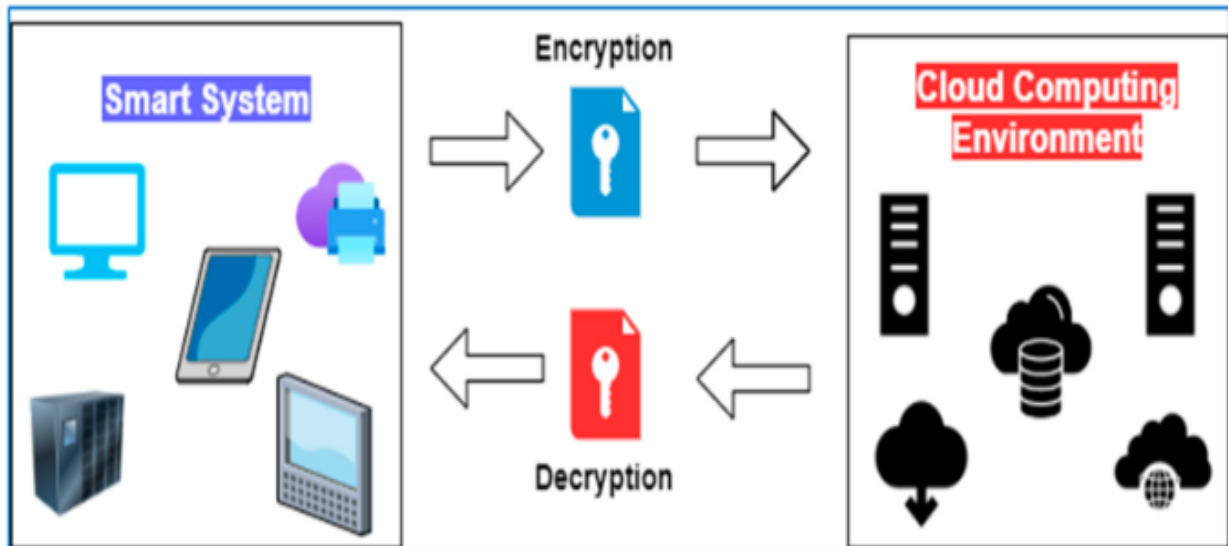 Smart System
Encryption
Decryption
Cloud Computing
Environment